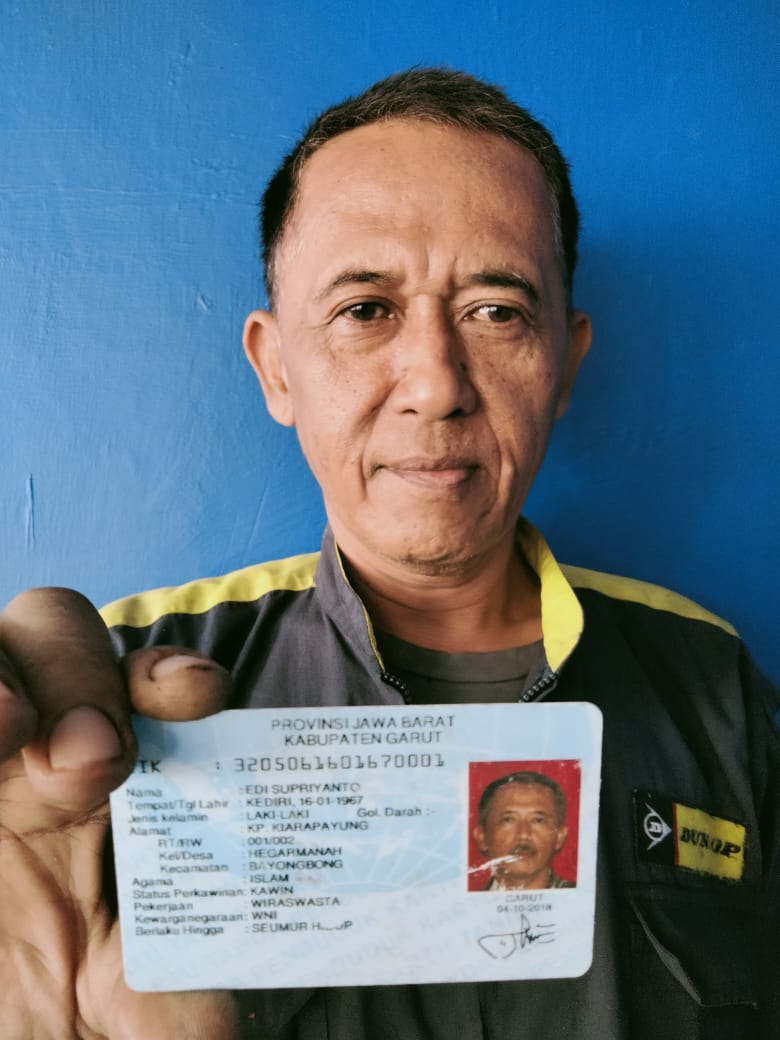 PROVINSI JAWA BARAT
KABUPATEN GARUT
IK : 3205061601670001
Nama : EDI SUPRIYANTO
Tempat/Tgl Lahir : KEDIRI, 16-01-1967
Jenis kelamin : LAKI-LAKI Gol. Darah :-
Alamat : KP. KIARAPAYUNG
RT/RW : 001/002
Kel/Desa : HEGARMANAH
Kecamatan : BAYONGBONG
Agama : ISLAM
Status Perkawinan: KAWIN
Pekerjaan : WIRASWASTA
Kewarganegaraan: WNI
Berlaku Hingga : SEUMUR
GARUT
04-10-2018
DUNLOP